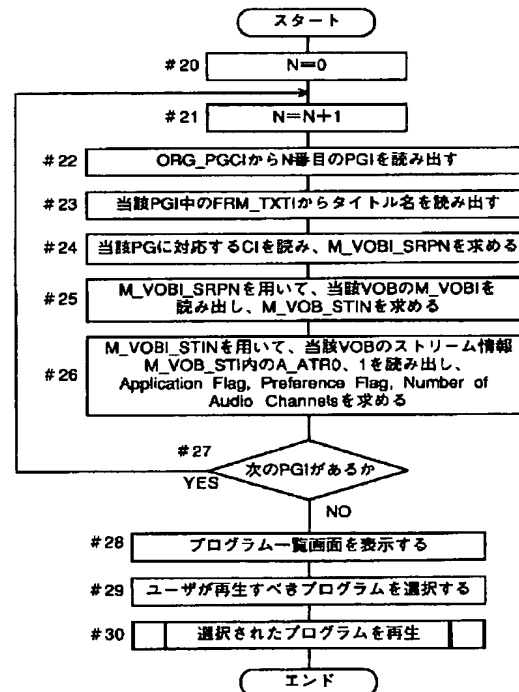 スタート
#20 N=0
#21 N=N+1
#22 ORG_PGCIからN番目のPGIを読み出す
#23 当該PGI中のFRM_TXTIからタイトル名を読み出す
#24 当該PGに対応するCIを読み、M_VOBI_SRPNを求める
#25 M_VOBI_SRPNを用いて、当該VOBのM_VOBIを
読み出し、M_VOB_STINを求める
#26 M_VOBI_STINを用いて、当該VOBのストリーム情報
M_VOB_STI内のA_ATR0、1を読み出し、
Application Flag, Preference Flag, Number of
Audio Channelsを求める
#27 次のPGIがあるか
YES
NO
#28 プログラム一覧画面を表示する
#29 ユーザが再生すべきプログラムを選択する
#30 選択されたプログラムを再生
エンド